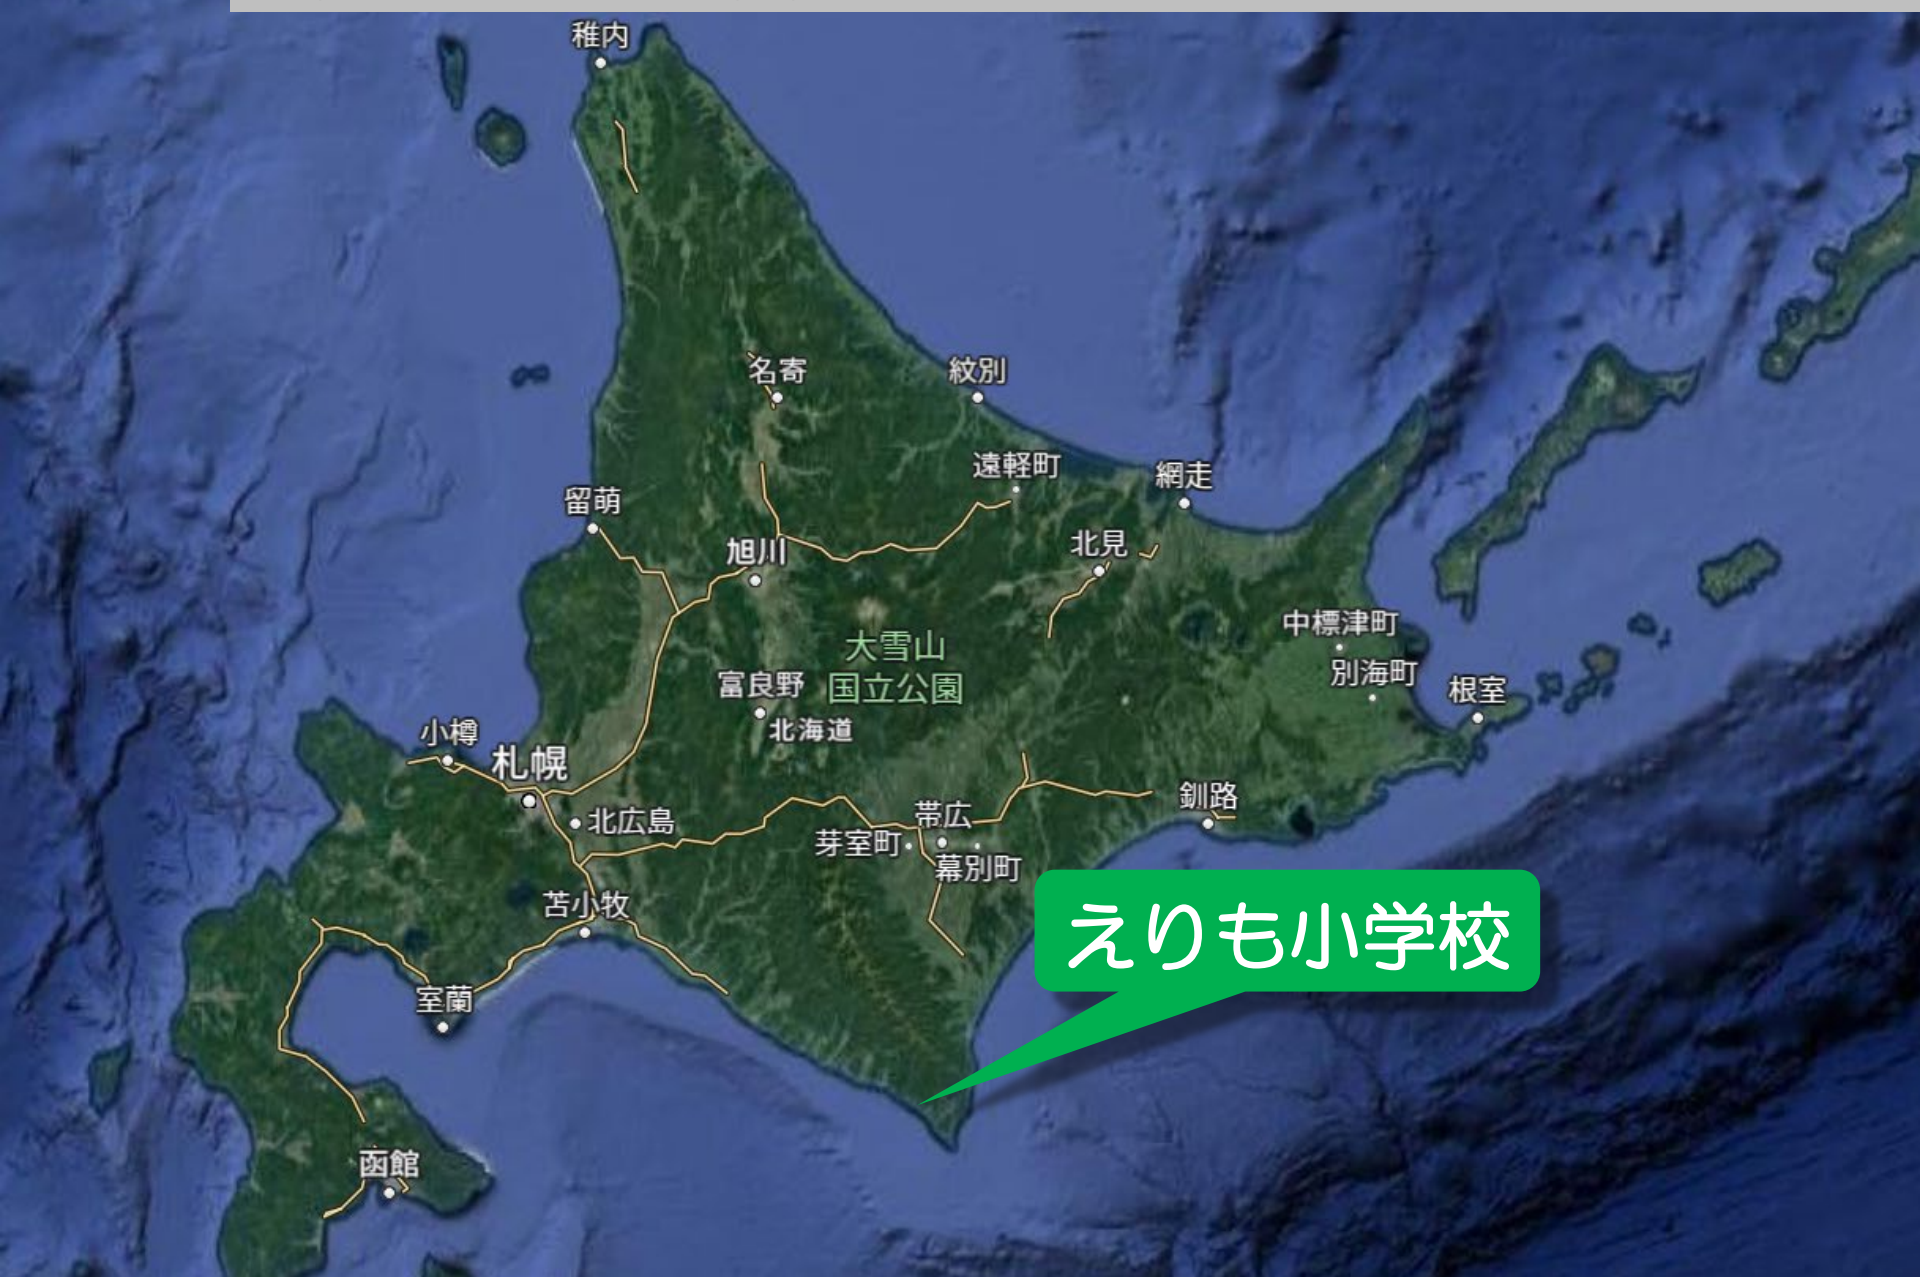 稚内
名寄
紋別
遠軽町
網走
留萌
旭川
北見
大雪山
国立公園
中標津町
別海町
根室
富良野
北海道
小樽
札幌
北広島
帯広
芽室町
幕別町
釧路
苫小牧
えりも小学校
室蘭
函館